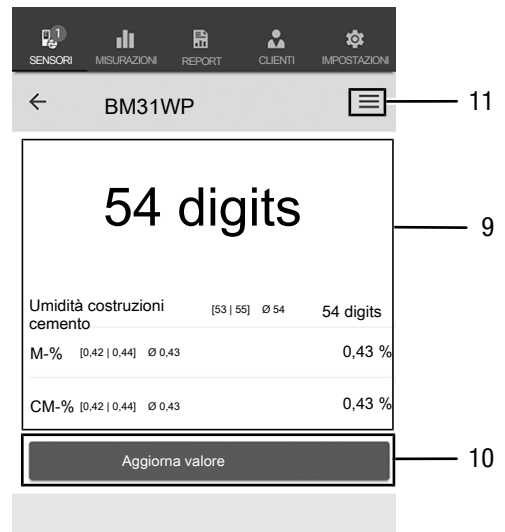 1
SENSORI MISURAZIONI REPORT CLIENTI IMPOSTAZIONI
BM31WP
11
54 digits
9
Umidità costruzioni
cemento
[53 | 55] Ø 54 54 digits
M-% [0,42 | 0,44] Ø 0,43 0,43 %
CM-% [0,42 | 0,44] Ø 0,43 0,43 %
Aggiorna valore
10